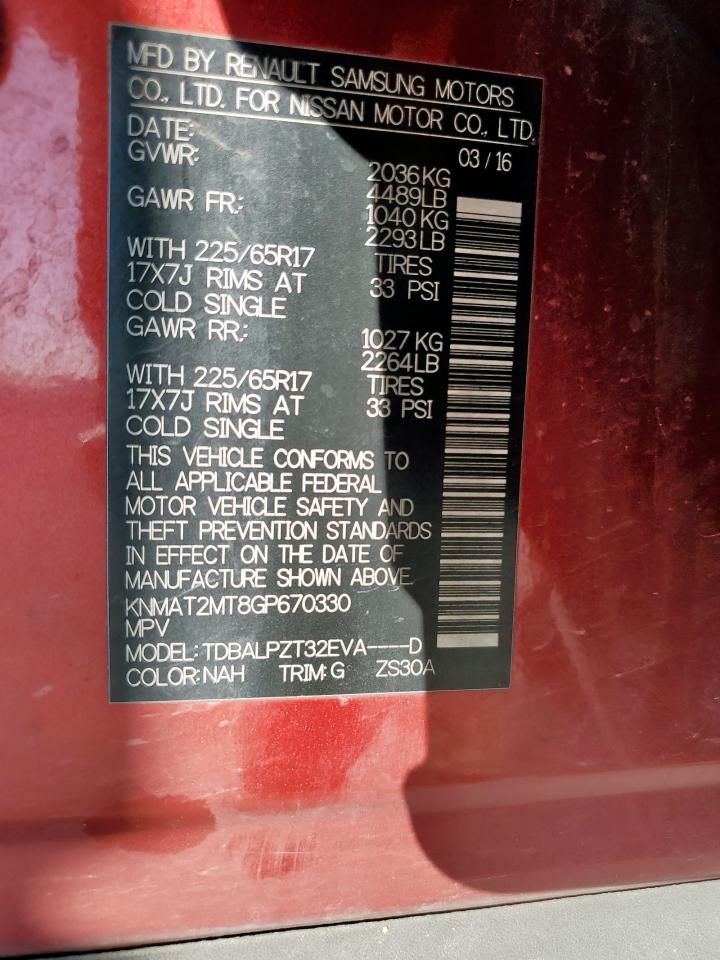 MFD BY RENAULT SAMSUNG MOTORS
CO., LTD. FOR NISSAN MOTOR CO., LTD.
DATE: 03 / 16
GVWR: 2036 KG
4489LB
GAWR FR.: 1040 KG
2293 LB
WITH 225/65R17 TIRES
17X7J RIMS AT 33 PSI
COLD SINGLE
GAWR RR.: 1027 KG
2264LB
WITH 225/65R17 TIRES
17X7J RIMS AT 33 PSI
COLD SINGLE
THIS VEHICLE CONFORMS TO
ALL APPLICABLE FEDERAL
MOTOR VEHICLE SAFETY AND
THEFT PREVENTION STANDARDS
IN EFFECT ON THE DATE OF
MANUFACTURE SHOWN ABOVE.
KNMAT2MT8GP670330
MPV
MODEL: TDBALPZT32EVA----D
COLOR: NAH TRIM: G ZS30A